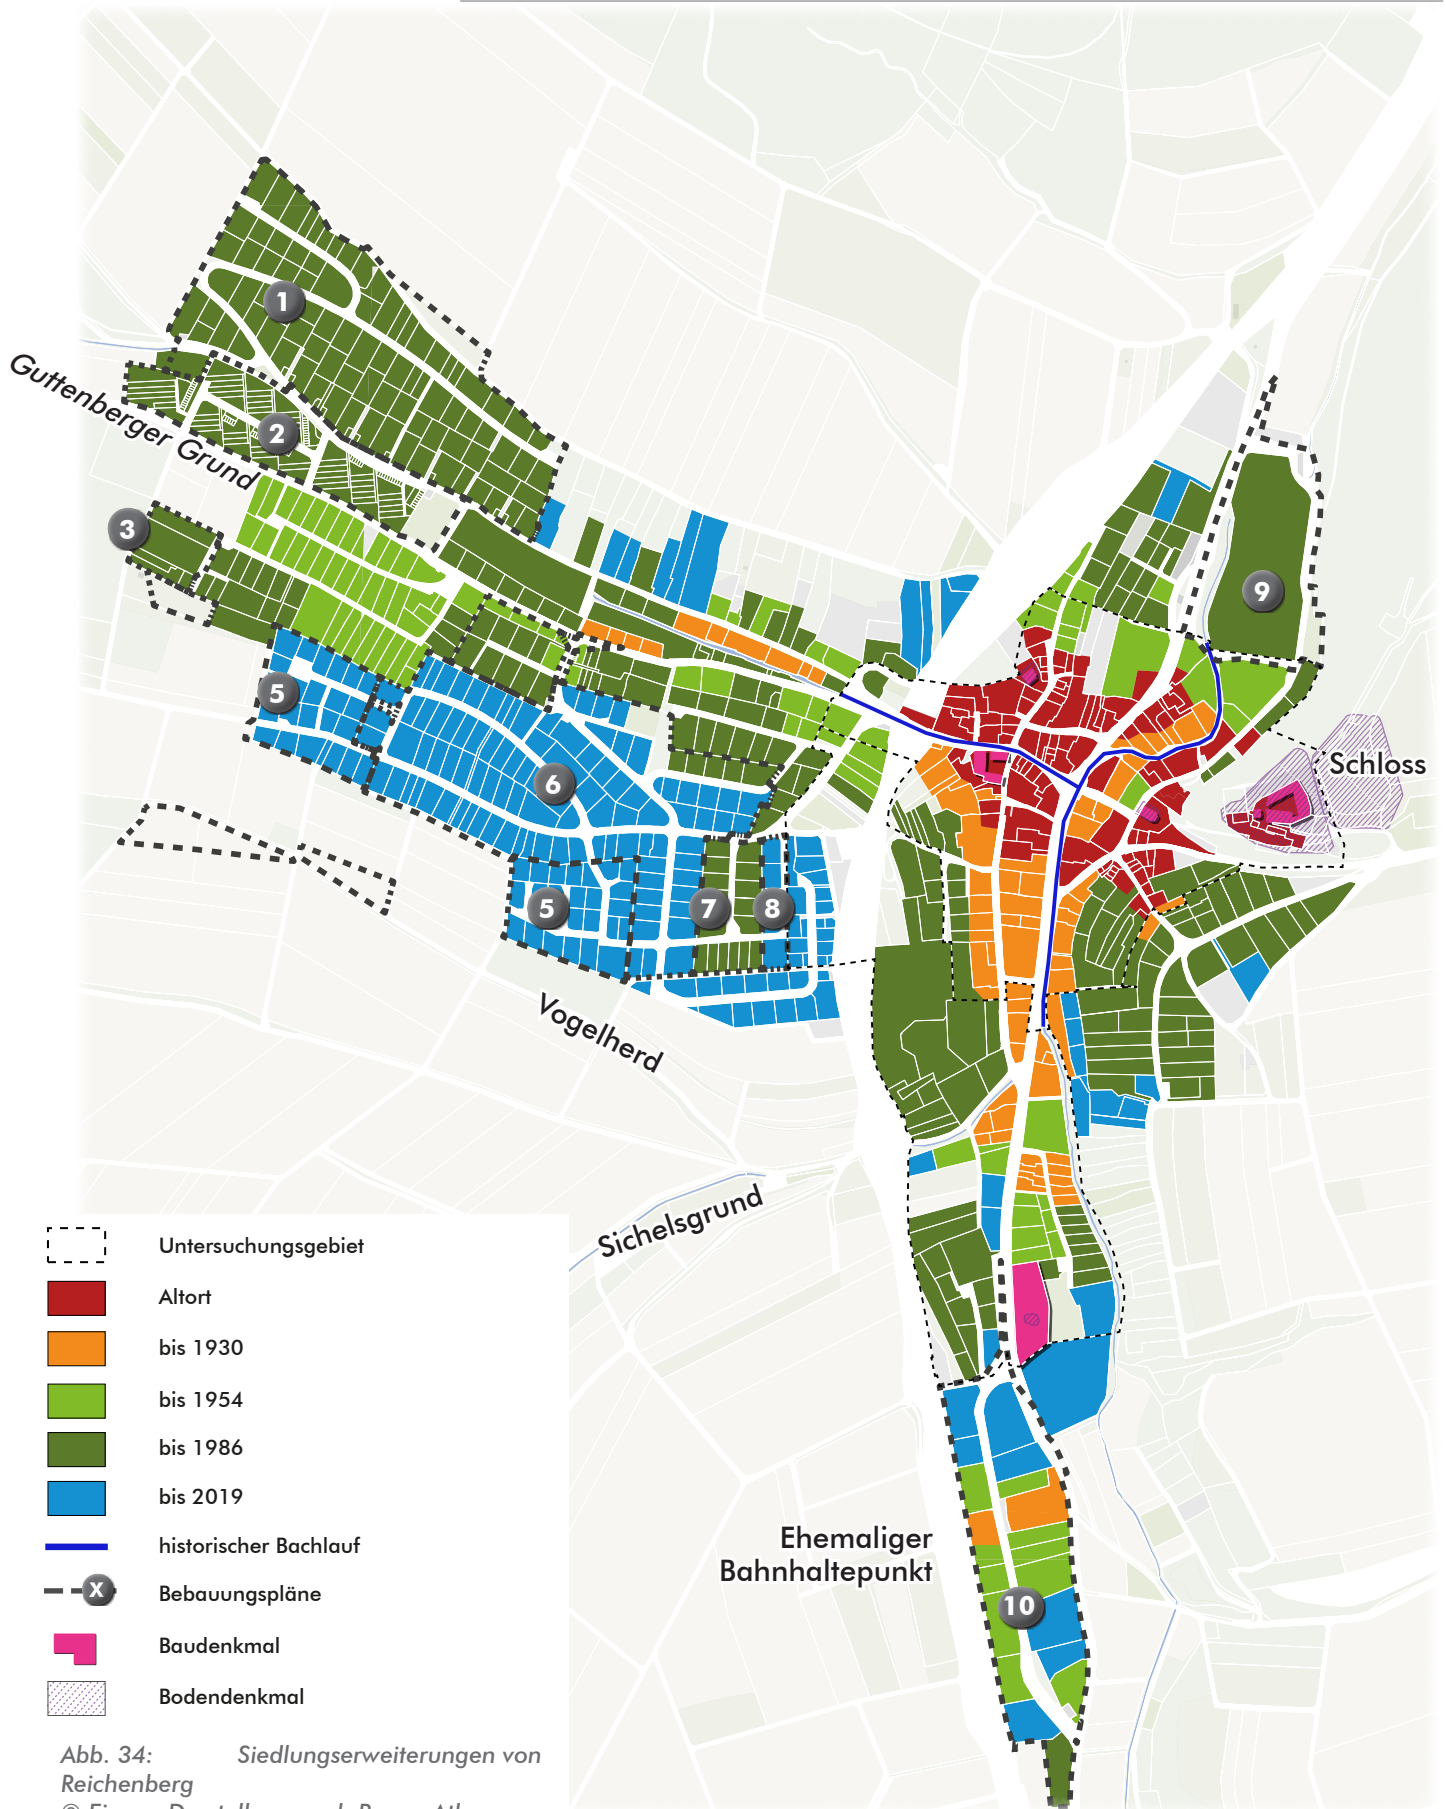 1
Guttenberger Grund
2
3
9
5
Schloss
6
5
7
8
Vogelherd
Sichelsgrund
Untersuchungsgebiet
Altort
bis 1930
bis 1954
bis 1986
bis 2019
historischer Bachlauf
X
Bebauungspläne
Baudenkmal
Bodendenkmal
Ehemaliger
Bahnhaltepunkt
10
Abb. 34: Siedlungserweiterungen von
Reichenberg